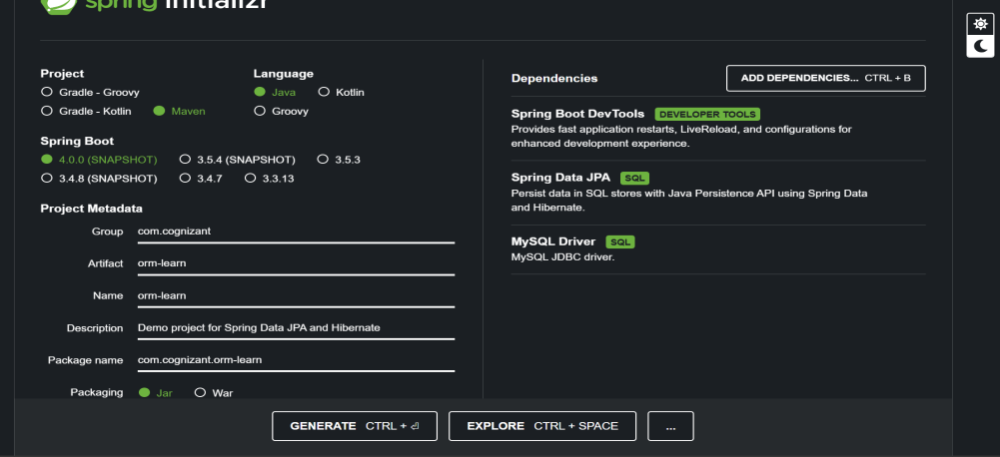 spring initializr
Project
Gradle - Groovy
Gradle - Kotlin Maven
Language
Java Kotlin
Groovy
Spring Boot
4.0.0 (SNAPSHOT) 3.5.4 (SNAPSHOT) 3.5.3
3.4.8 (SNAPSHOT) 3.4.7 3.3.13
Project Metadata
Group com.cognizant
Artifact orm-learn
Name orm-learn
Description Demo project for Spring Data JPA and Hibernate
Package name com.cognizant.orm-learn
Packaging Jar War
Dependencies ADD DEPENDENCIES... CTRL + B
Spring Boot DevTools DEVELOPER TOOLS
Provides fast application restarts, LiveReload, and configurations for
enhanced development experience.
Spring Data JPA SQL
Persist data in SQL stores with Java Persistence API using Spring Data
and Hibernate.
MySQL Driver SQL
MySQL JDBC driver.
GENERATE CTRL + ⏎ EXPLORE CTRL + SPACE ...